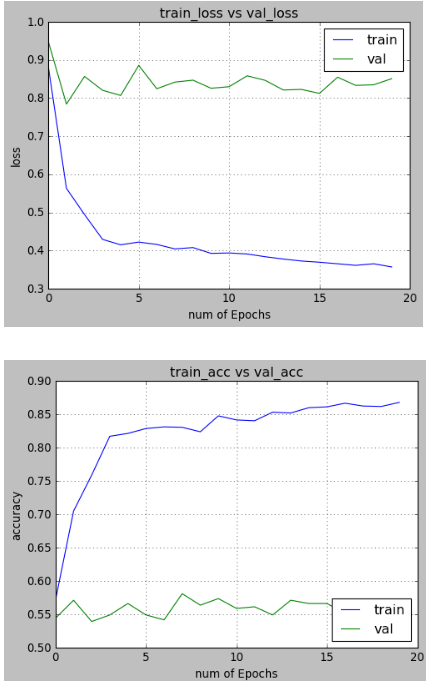 train_loss vs val_loss
1.0
train
val
0.9
0.8
0.7
loss
0.6
0.5
0.4
0.3
0 5 10 15 20
num of Epochs
train_acc vs val_acc
0.90
0.85
0.80
0.75
0.70
accuracy
0.65
0.60
train
0.55
val
0.50
0 5 10 15 20
num of Epochs